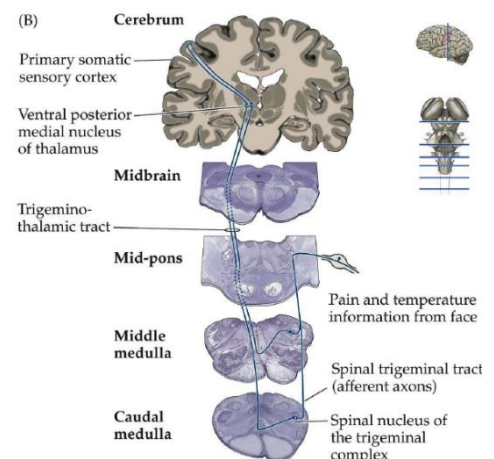 (B)
Cerebrum
Primary somatic
sensory cortex
Ventral posterior
medial nucleus
of thalamus
Midbrain
Trigemino-
thalamic tract
Mid-pons
Pain and temperature
information from face
Middle
medulla
Spinal trigeminal tract
(afferent axons)
Caudal
medulla
Spinal nucleus of
the trigeminal
complex